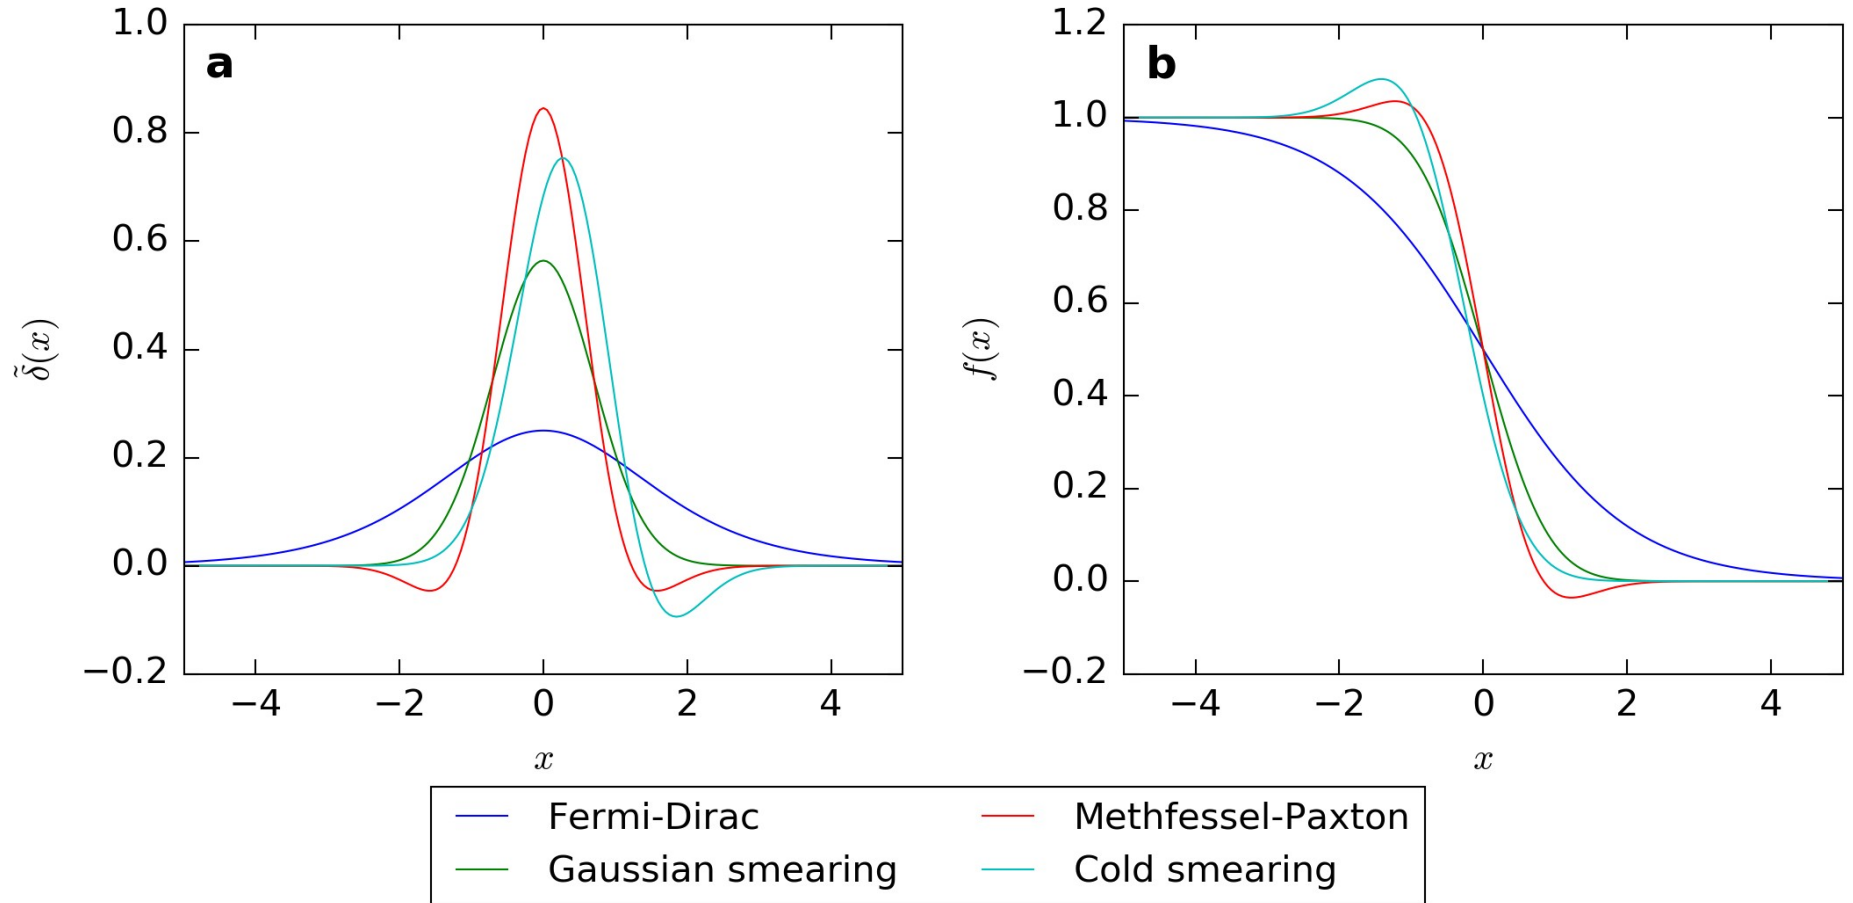 a
1.0
0.8
0.6
0.4
0.2
0.0
−0.2
−4 −2 0 2 4
x
δ̃(x)
b
1.2
1.0
0.8
0.6
0.4
0.2
0.0
−0.2
−4 −2 0 2 4
x
f(x)
Fermi-Dirac
Gaussian smearing
Methfessel-Paxton
Cold smearing